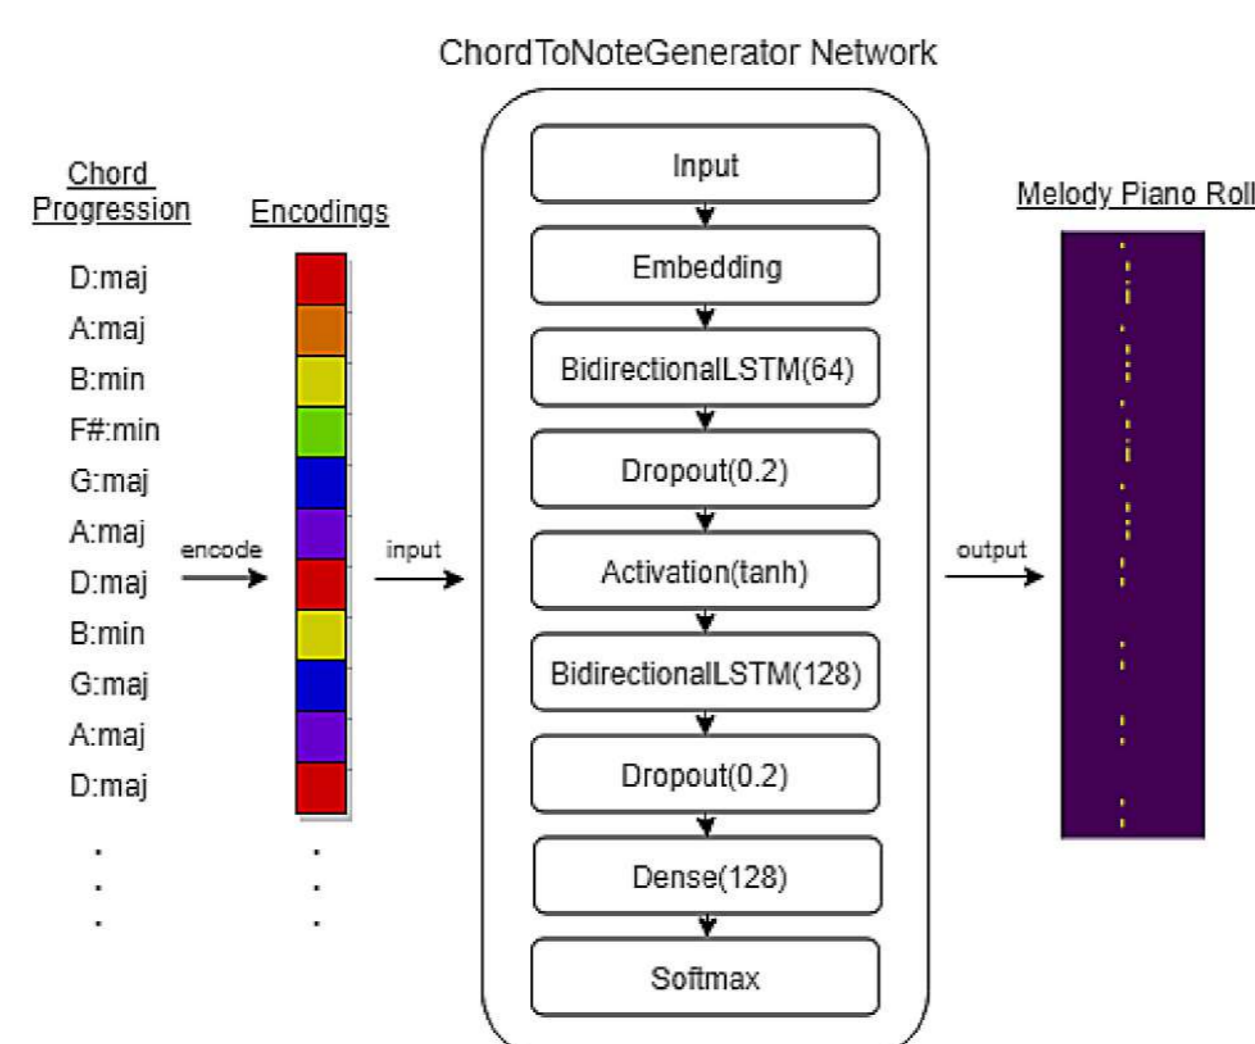 ChordToNoteGenerator Network
Chord
Progression
D:maj
A:maj
B:min
F#:min
G:maj
A:maj
D:maj
B:min
G:maj
A:maj
D:maj
.
.
.
encode
Encodings
.
.
.
input
Input
Embedding
BidirectionalLSTM(64)
Dropout(0.2)
Activation(tanh)
BidirectionalLSTM(128)
Dropout(0.2)
Dense(128)
Softmax
output
Melody Piano Roll